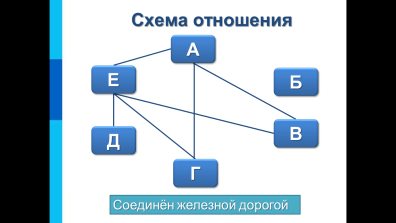 Схема отношения
А
Е
Б
Д
В
Г
Соединён железной дорогой